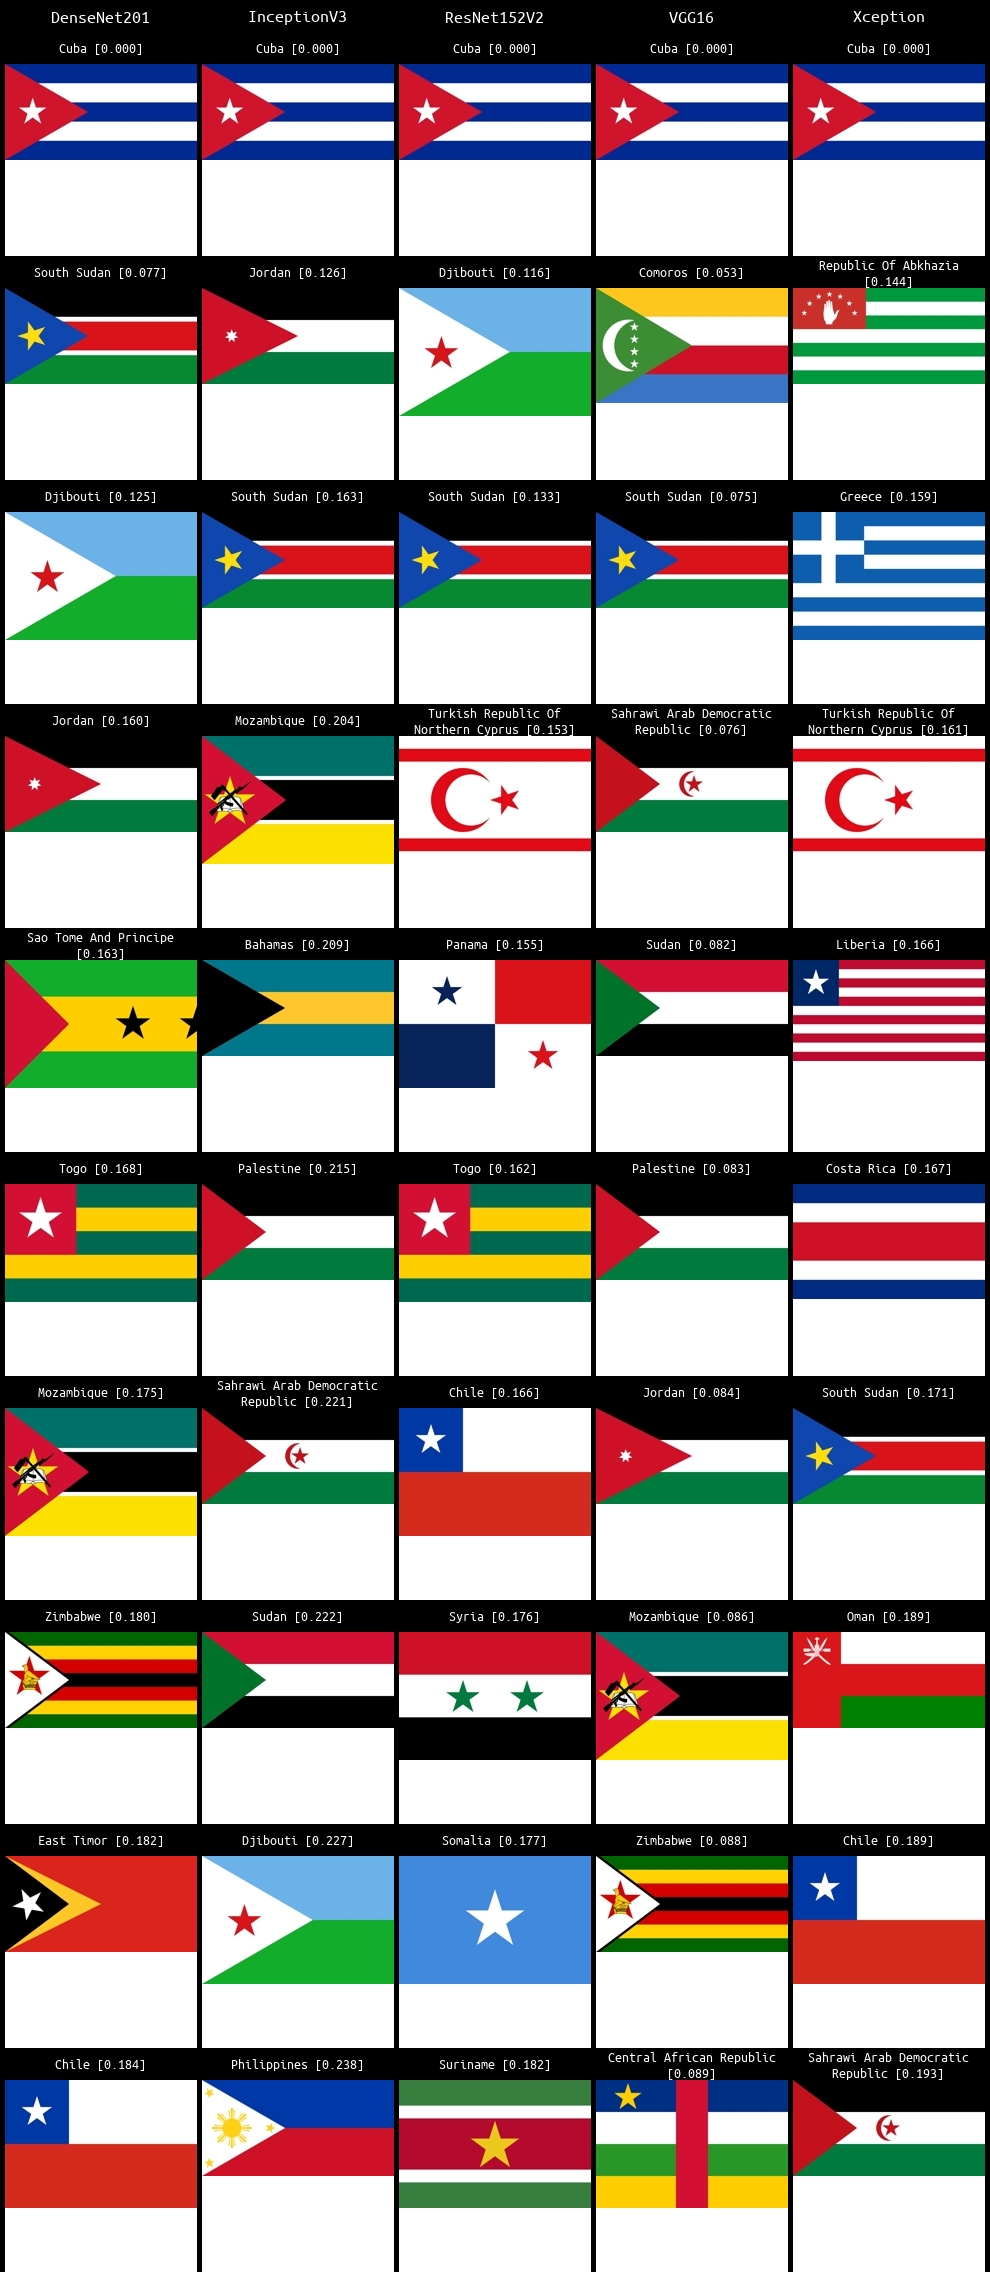 DenseNet201 InceptionV3 ResNet152V2 VGG16 Xception
Cuba [0.000] Cuba [0.000] Cuba [0.000] Cuba [0.000] Cuba [0.000]
South Sudan [0.077] Jordan [0.126] Djibouti [0.116] Comoros [0.053] Republic Of Abkhazia
[0.144]
Djibouti [0.125] South Sudan [0.163] South Sudan [0.133] South Sudan [0.075] Greece [0.159]
Jordan [0.160] Mozambique [0.204] Turkish Republic Of Sahrawi Arab Democratic Turkish Republic Of
Northern Cyprus [0.153] Republic [0.076] Northern Cyprus [0.161]
Sao Tome And Principe Bahamas [0.209] Panama [0.155] Sudan [0.082] Liberia [0.166]
[0.163]
Togo [0.168] Palestine [0.215] Togo [0.162] Palestine [0.083] Costa Rica [0.167]
Mozambique [0.175] Sahrawi Arab Democratic Chile [0.166] Jordan [0.084] South Sudan [0.171]
Republic [0.221]
Zimbabwe [0.180] Sudan [0.222] Syria [0.176] Mozambique [0.086] Oman [0.189]
East Timor [0.182] Djibouti [0.227] Somalia [0.177] Zimbabwe [0.088] Chile [0.189]
Chile [0.184] Philippines [0.238] Suriname [0.182] Central African Republic Sahrawi Arab Democratic
[0.089] Republic [0.193]